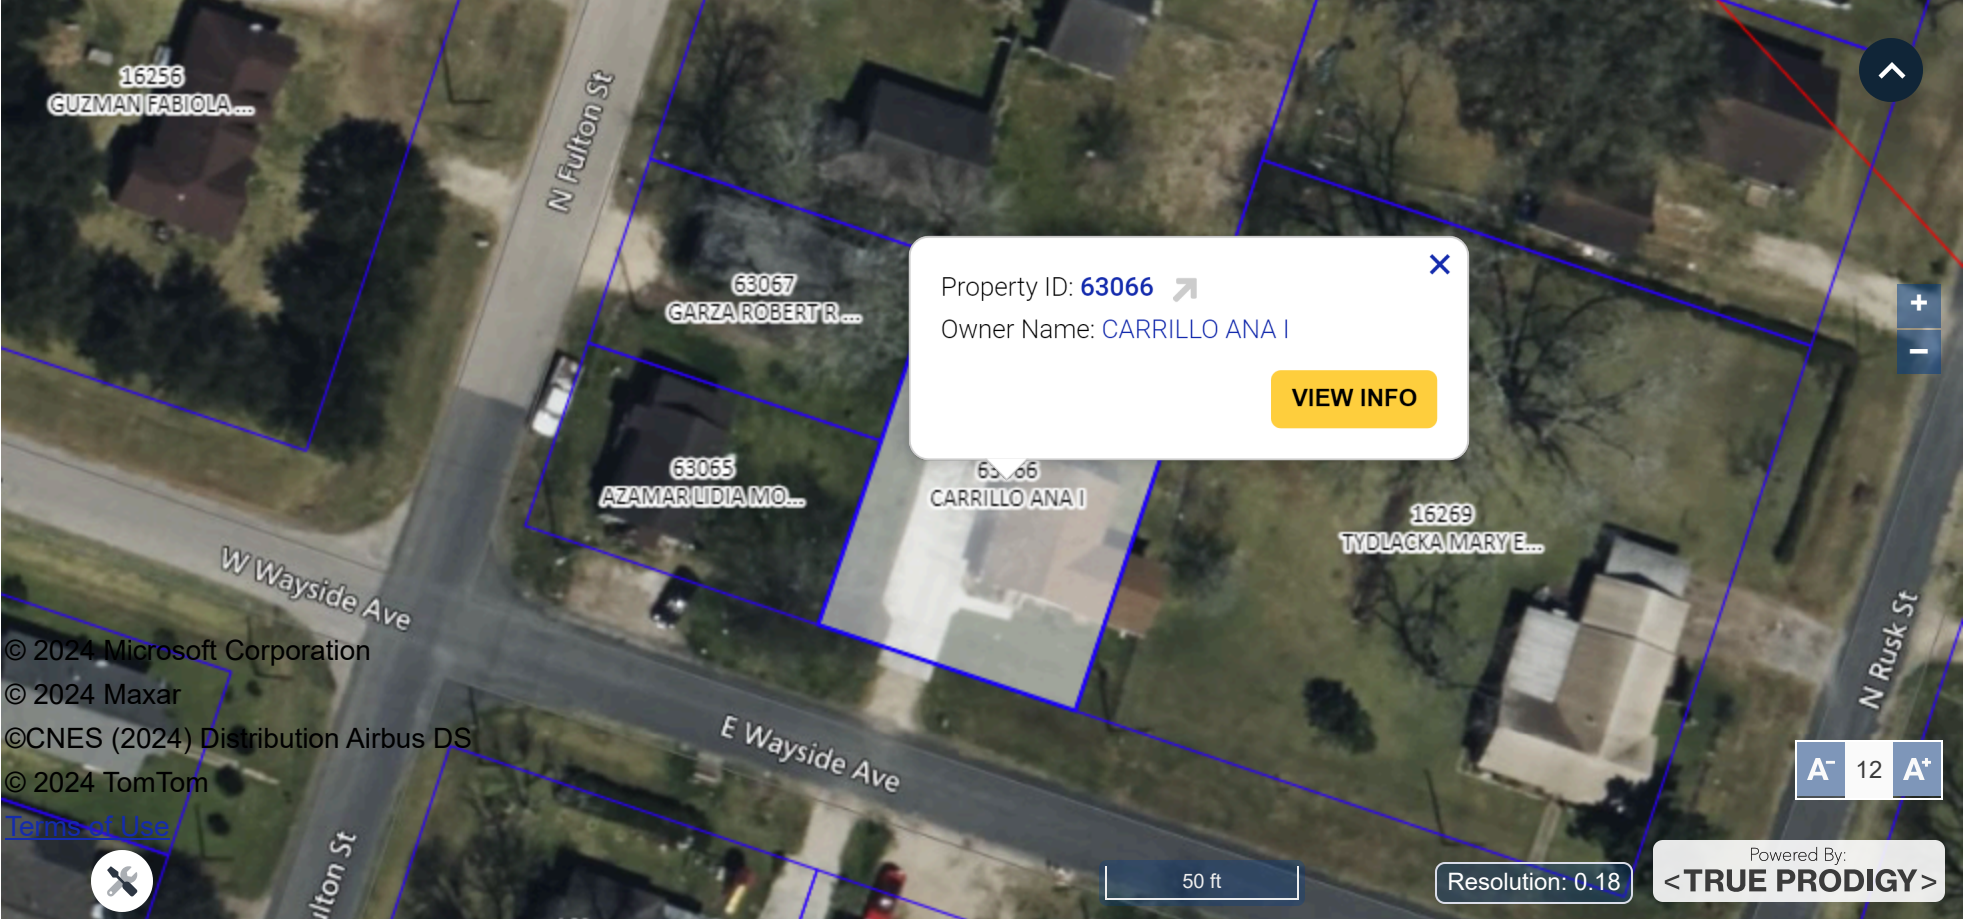 16256
GUZMAN FABIOLA ...
N Fulton St
63067
GARZA ROBERT R ...
Property ID: 63066
Owner Name: CARRILLO ANA I
VIEW INFO
+
−
63065
AZAMAR LIDIA MO...
CARRILLO ANA I
16269
TYDLACKA MARY E...
W Wayside Ave
E Wayside Ave
N Rusk St
© 2024 Microsoft Corporation
© 2024 Maxar
©CNES (2024) Distribution Airbus DS
© 2024 TomTom
Terms of Use
ulton St
A- 12 A+
50 ft
Resolution: 0.18
Powered By:
<TRUE PRODIGY>